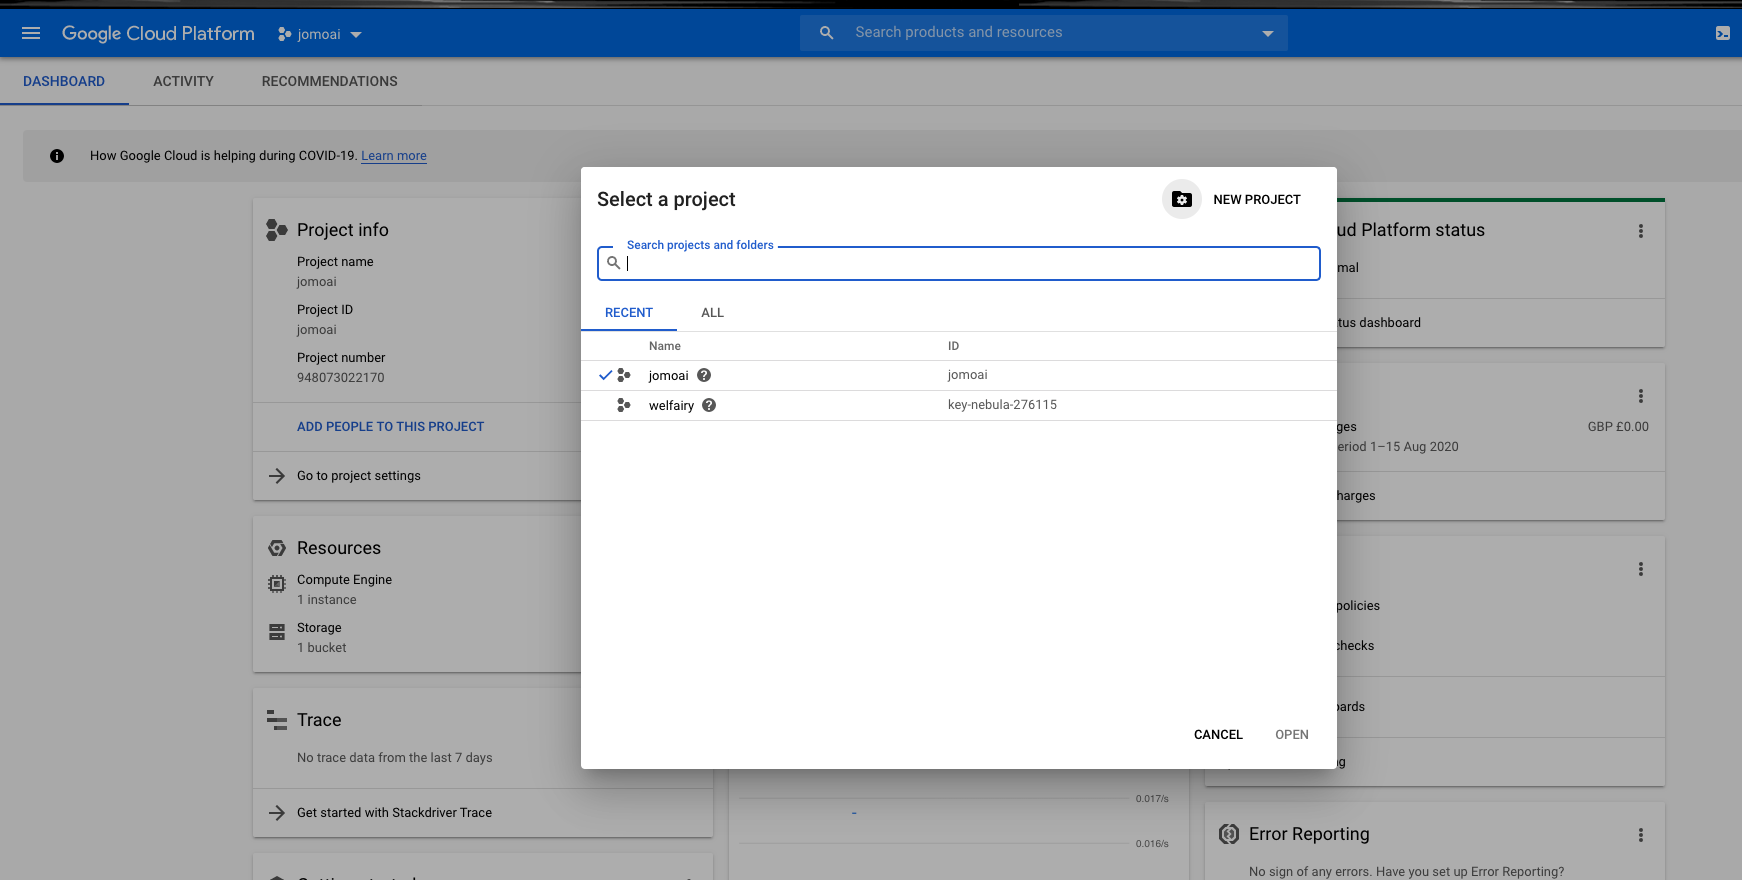 Google Cloud Platform
jomoai
Search products and resources
DASHBOARD
ACTIVITY
RECOMMENDATIONS
How Google Cloud is helping during COVID-19. Learn more
Project info
Project name
jomoai
Project ID
jomoai
Project number
948073022170
ADD PEOPLE TO THIS PROJECT
Go to project settings
Resources
Compute Engine
1 instance
Storage
1 bucket
Trace
No trace data from the last 7 days
Get started with Stackdriver Trace
Select a project
NEW PROJECT
Search projects and folders
RECENT
ALL
Name
ID
jomoai
jomoai
welfairy
key-nebula-276115
CANCEL
OPEN
0.017/s
0.016/s
ud Platform status
mal
tus dashboard
ges
GBP £0.00
eriod 1–15 Aug 2020
harges
policies
checks
oards
g
Error Reporting
No sign of any errors. Have you set up Error Reporting?